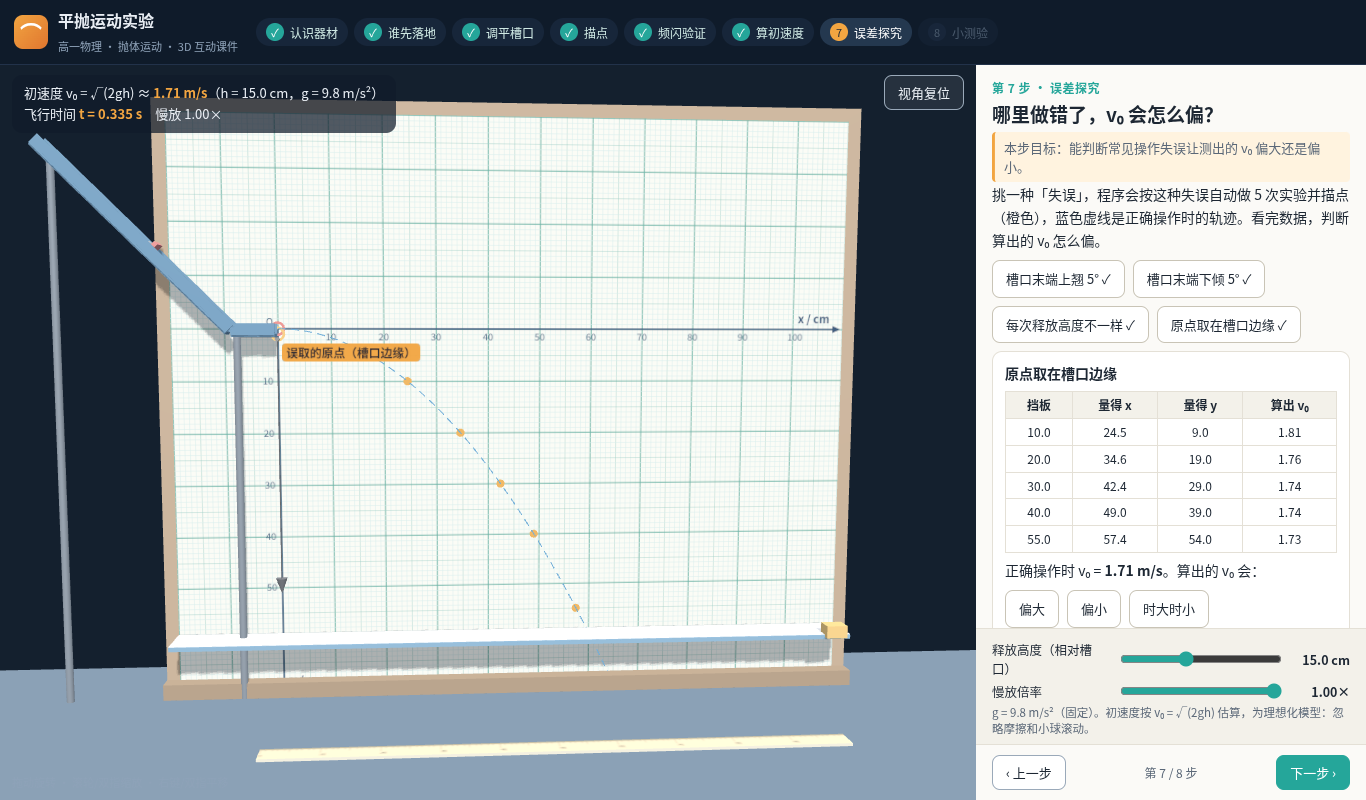 平抛运动实验
高一物理 · 抛体运动 · 3D 互动课件
✓ 认识器材
✓ 谁先落地
✓ 调平槽口
✓ 描点
✓ 频闪验证
✓ 算初速度
7 误差探究
8 小测验
初速度 v₀ = √(2gh) ≈ 1.71 m/s（h = 15.0 cm，g = 9.8 m/s²）
飞行时间 t = 0.335 s 慢放 1.00×
视角复位
x / cm
0
10 20 30 40 50 60 70 80 90 100
误取的原点（槽口边缘）
10
20
30
40
50
第 7 步 · 误差探究
哪里做错了，v₀ 会怎么偏？
本步目标：能判断常见操作失误让测出的 v₀ 偏大还是偏
小。
挑一种「失误」，程序会按这种失误自动做 5 次实验并描点
（橙色），蓝色虚线是正确操作时的轨迹。看完数据，判断
算出的 v₀ 怎么偏。
槽口末端上翘 5° ✓
槽口末端下倾 5° ✓
每次释放高度不一样 ✓
原点取在槽口边缘 ✓
原点取在槽口边缘
挡板 量得 x 量得 y 算出 v₀
10.0 24.5 9.0 1.81
20.0 34.6 19.0 1.76
30.0 42.4 29.0 1.74
40.0 49.0 39.0 1.74
55.0 57.4 54.0 1.73
正确操作时 v₀ = 1.71 m/s。算出的 v₀ 会：
偏大
偏小
时大时小
释放高度（相对槽
口） 15.0 cm
慢放倍率 1.00×
g = 9.8 m/s²（固定）。初速度按 v₀ = √(2gh) 估算，为理想化模型：忽
略摩擦和小球滚动。
‹ 上一步
第 7 / 8 步
下一步 ›